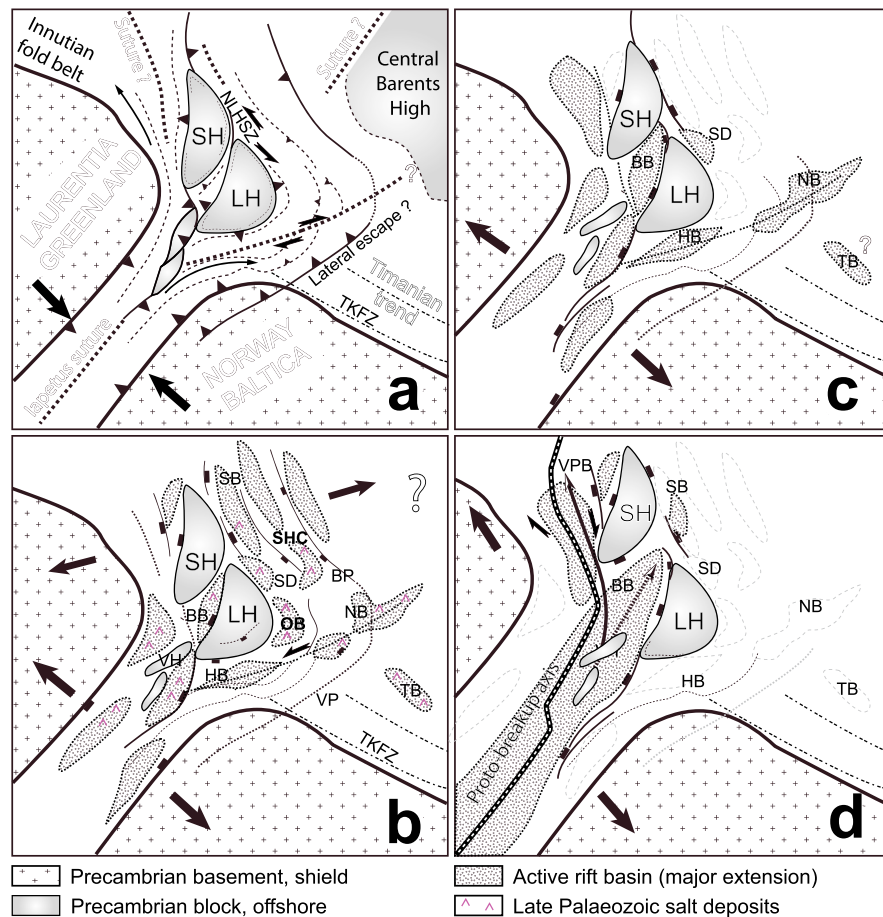 Innutian
fold belt
Suture ?
Suture ?
Central
Barents
High
NLHSZ
SH
LH
?
LAURENTIA
GREENLAND
Lateral escape ?
Timanian
trend
TKFZ
Iapetus suture
NORWAY
BALTICA
a
SH
BB
SD
LH
NB
HB
?
TB
c
SB
?
SH
SHC
SD
BP
BB
LH
NB
OB
VH
HB
TB
VP
TKFZ
b
VPB
SH
SB
SD
BB
LH
NB
HB
TB
Proto-breakup axis
d
Precambrian basement, shield
Active rift basin (major extension)
Precambrian block, offshore
Late Palaeozoic salt deposits